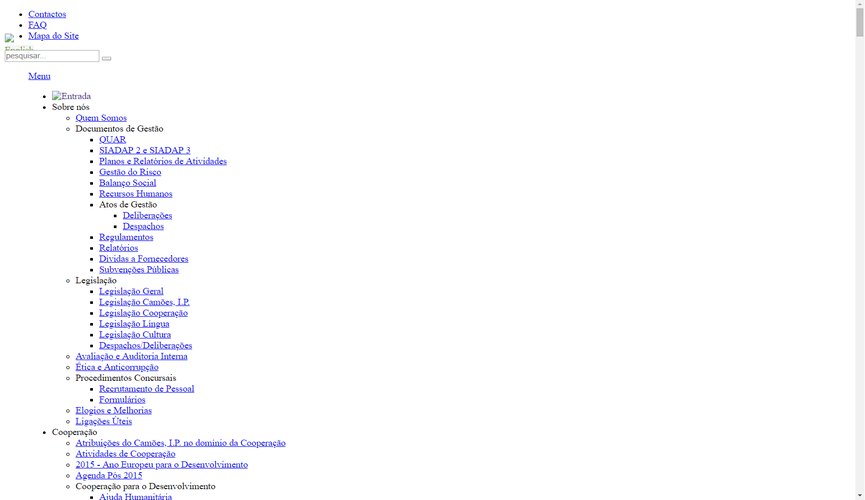 Contactos
FAQ
Mapa do Site
English
pesquisar...
Menu
Entrada
Sobre nós
Quem Somos
Documentos de Gestão
QUAR
SIADAP 2 e SIADAP 3
Planos e Relatórios de Atividades
Gestão do Risco
Balanço Social
Recursos Humanos
Atos de Gestão
Deliberações
Despachos
Regulamentos
Relatórios
Dívidas a Fornecedores
Subvenções Públicas
Legislação
Legislação Geral
Legislação Camões, I.P.
Legislação Cooperação
Legislação Língua
Legislação Cultura
Despachos/Deliberações
Avaliação e Auditoria Interna
Ética e Anticorrupção
Procedimentos Concursais
Recrutamento de Pessoal
Formulários
Elogios e Melhorias
Ligações Úteis
Cooperação
Atribuições do Camões, I.P. no domínio da Cooperação
Atividades de Cooperação
2015 - Ano Europeu para o Desenvolvimento
Agenda Pós 2015
Cooperação para o Desenvolvimento
Ajuda Humanitária